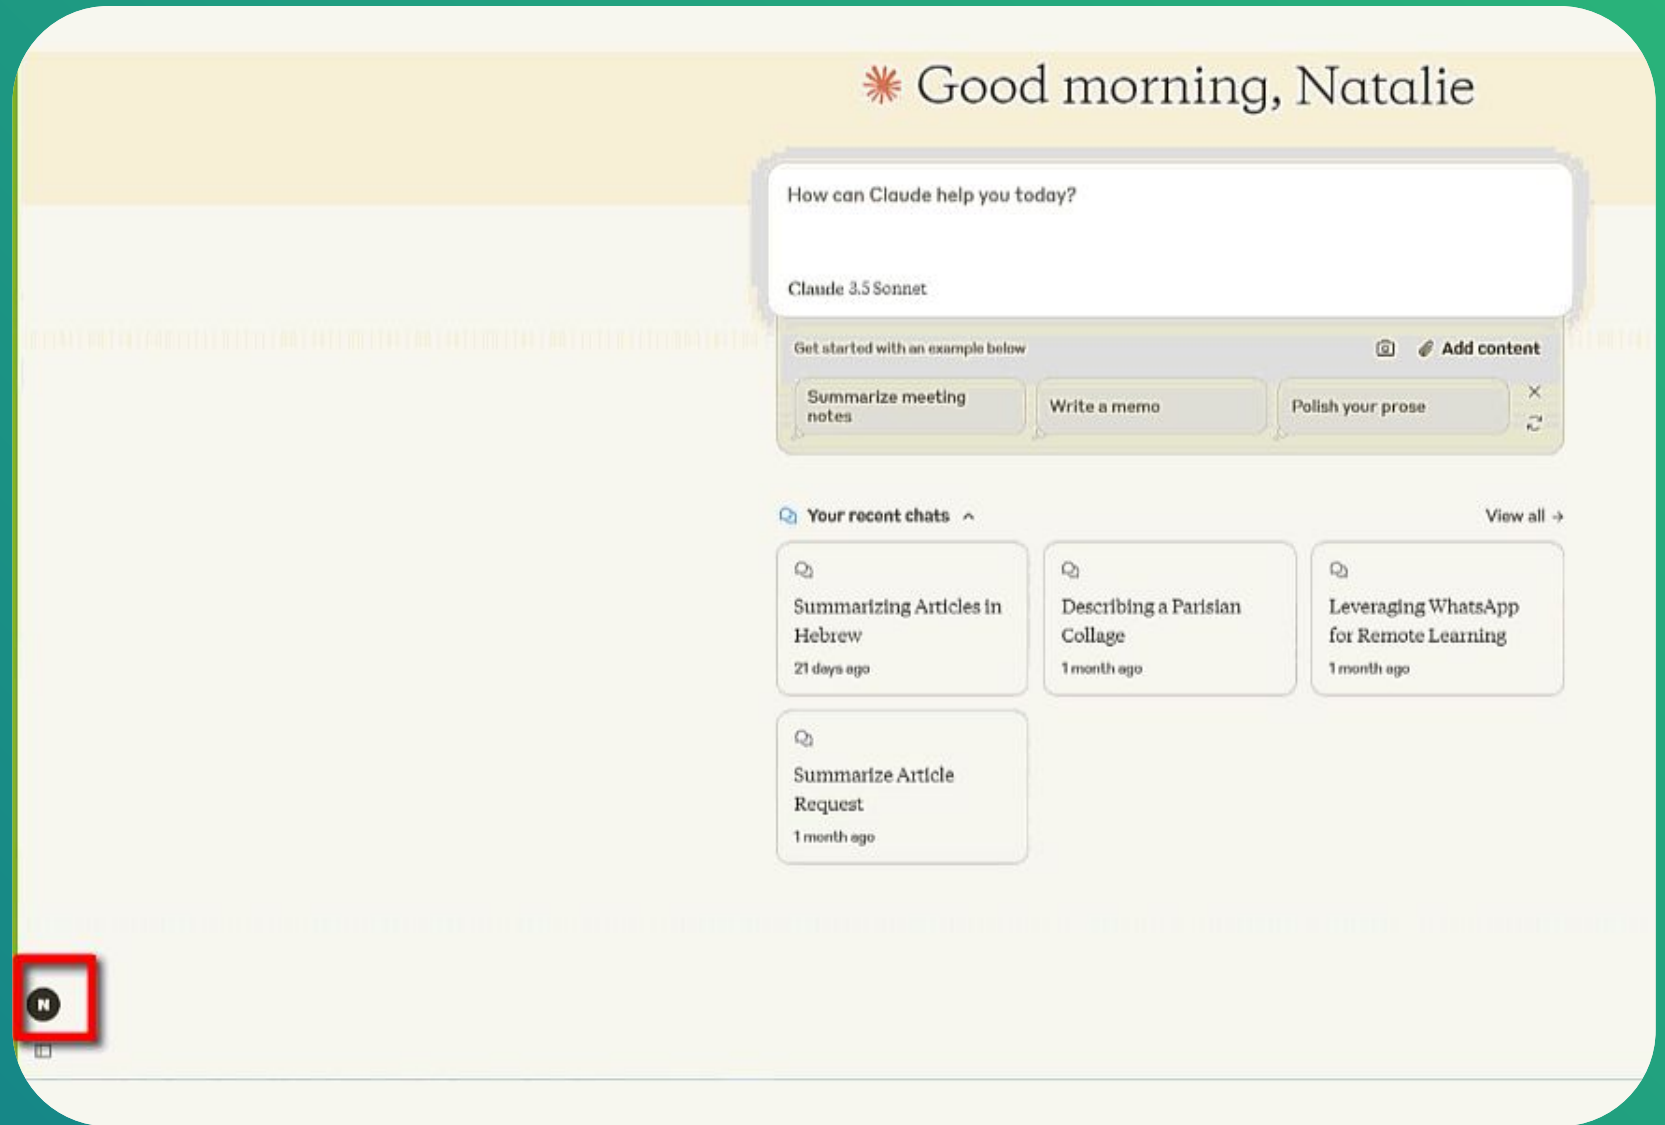 Good morning, Natalie
How can Claude help you today?
Claude 3.5 Sonnet
Get started with an example below
Add content
Summarize meeting
notes
Write a memo
Polish your prose
Your recent chats
View all →
Summarizing Articles in
Hebrew
21 days ago
Describing a Parisian
Collage
1 month ago
Leveraging WhatsApp
for Remote Learning
1 month ago
Summarize Article
Request
1 month ago
N